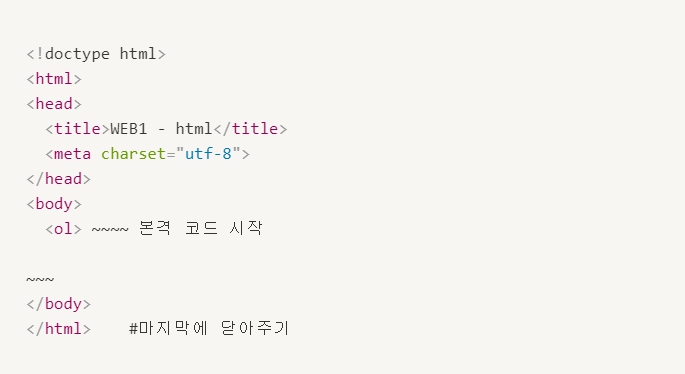 <!doctype html>
<html>
<head>
  <title>WEB1 - html</title>
  <meta charset="utf-8">
</head>
<body>
  <ol> ~~~~ 본격 코드 시작
~~~
</body>
</html>    #마지막에 닫아주기